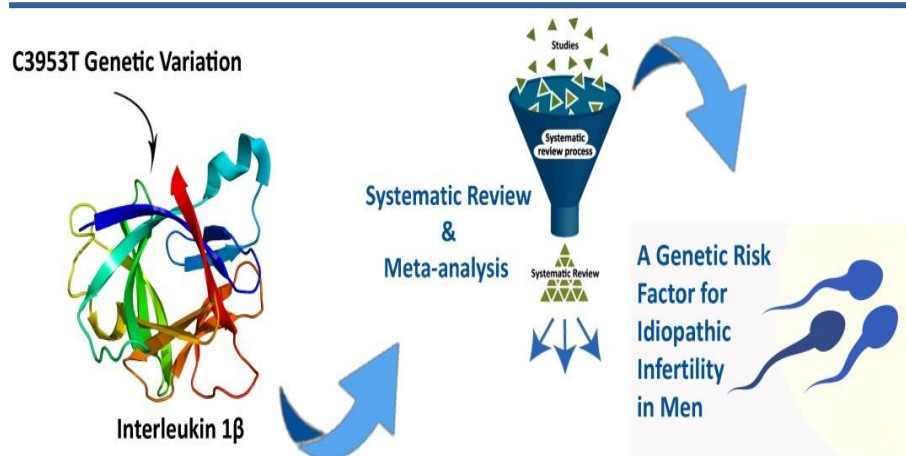 C3953T Genetic Variation
Interleukin 1β
Systematic Review
&
Meta-analysis
Studies
Systematic
review process
Systematic Review
A Genetic Risk
Factor for
Idiopathic
Infertility
in Men